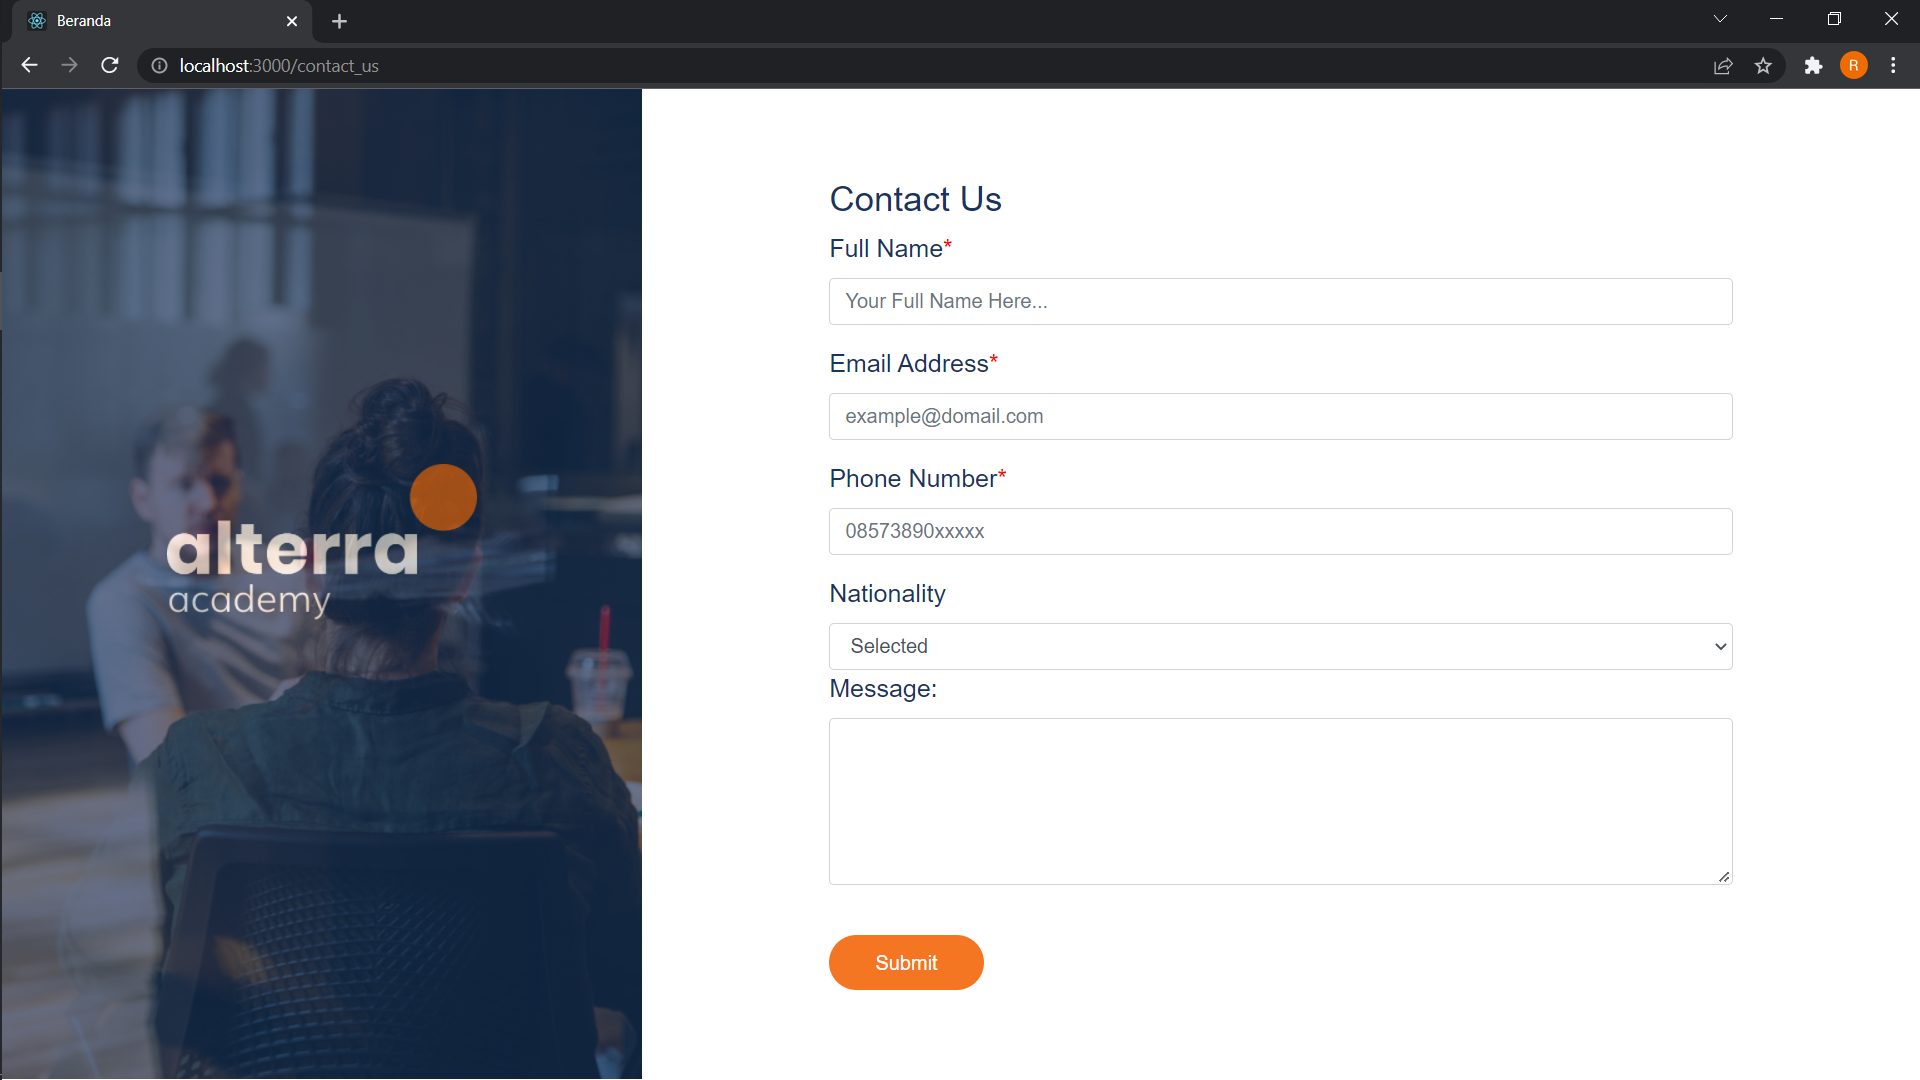 Beranda
localhost:3000/contact_us
R
alterra
academy
Contact Us
Full Name*
Your Full Name Here...
Email Address*
example@domail.com
Phone Number*
08573890xxxxx
Nationality
Selected
Message:
Submit